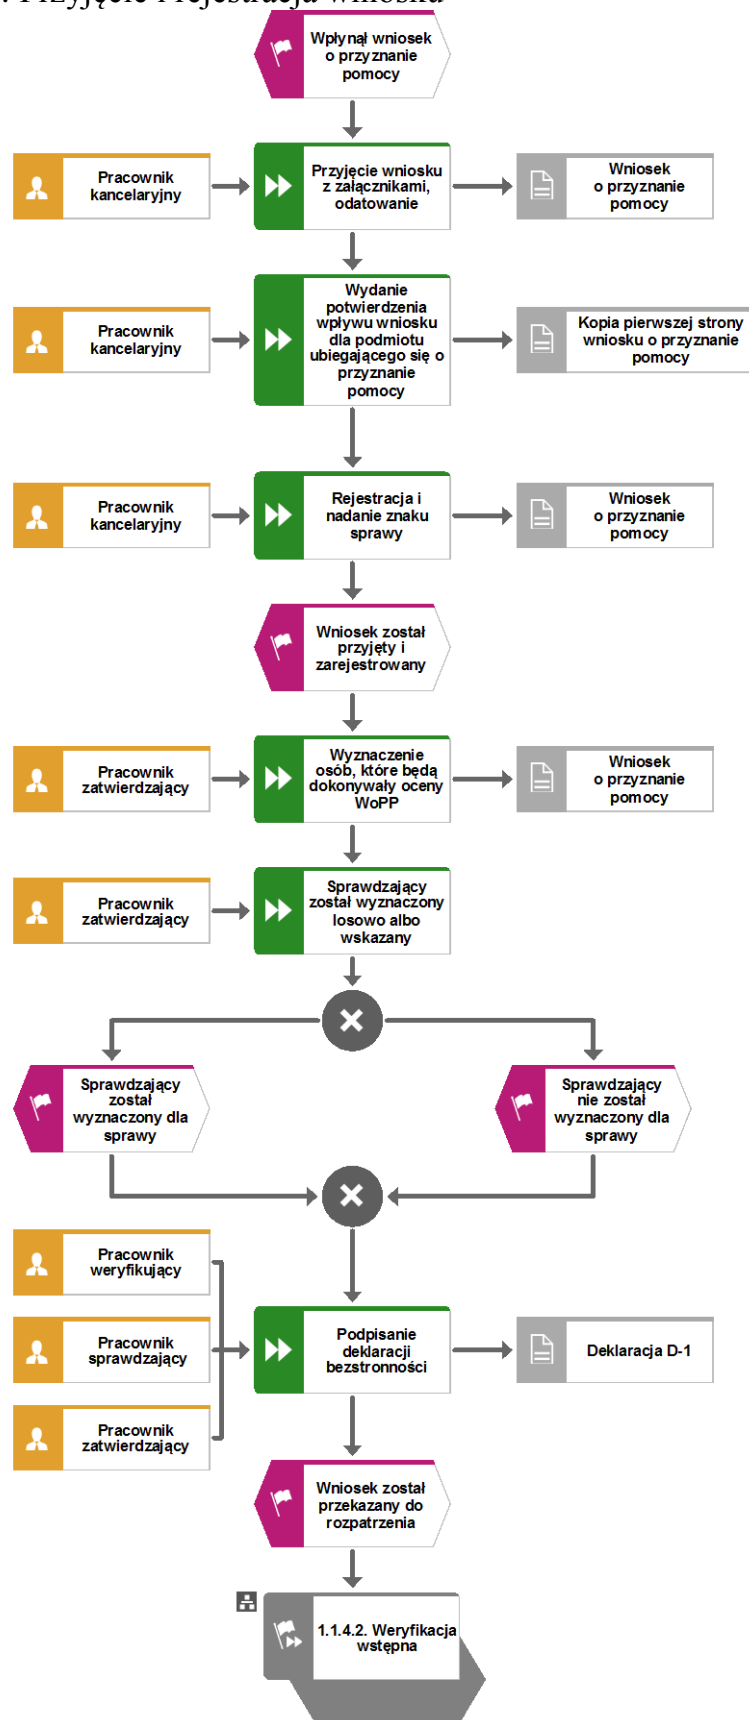 . Przyjęcie i rejestracja wniosku
Wpłynął wniosek
o przyznanie
pomocy
Pracownik
kancelaryjny
Przyjęcie wniosku
z załącznikami,
odatowanie
Wniosek
o przyznanie
pomocy
Pracownik
kancelaryjny
Wydanie
potwierdzenia
wpływu wniosku
dla podmiotu
ubiegającego się o
przyznanie
pomocy
Kopia pierwszej strony
wniosku o przyznanie
pomocy
Pracownik
kancelaryjny
Rejestracja i
nadanie znaku
sprawy
Wniosek
o przyznanie
pomocy
Wniosek został
przyjęty i
zarejestrowany
Pracownik
zatwierdzający
Wyznaczenie
osób, które będą
dokonywały oceny
WoPP
Wniosek
o przyznanie
pomocy
Pracownik
zatwierdzający
Sprawdzający
został wyznaczony
losowo albo
wskazany
Sprawdzający
został
wyznaczony dla
sprawy
Sprawdzający
nie został
wyznaczony dla
sprawy
Pracownik
weryfikujący
Pracownik
sprawdzający
Pracownik
zatwierdzający
Podpisanie
deklaracji
bezstronności
Deklaracja D-1
Wniosek został
przekazany do
rozpatrzenia
1.1.4.2. Weryfikacja
wstępna